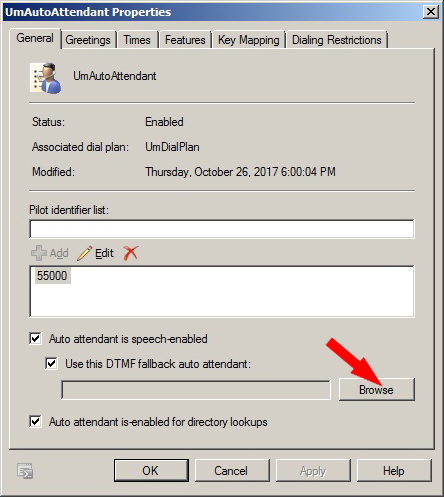 UmAutoAttendant Properties
General Greetings Times Features Key Mapping Dialing Restrictions
UmAutoAttendant
Status: Enabled
Associated dial plan: UmDialPlan
Modified: Thursday, October 26, 2017 6:00:04 PM
Pilot identifier list:
Add Edit
55000
Auto attendant is speech-enabled
Use this DTMF fallback auto attendant:
Browse
Auto attendant is-enabled for directory lookups
OK Cancel Apply Help